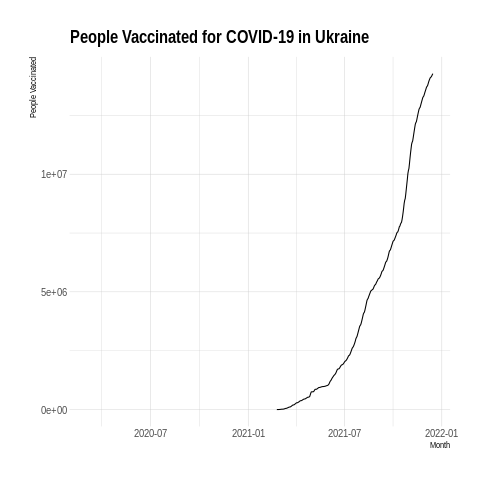 People Vaccinated for COVID-19 in Ukraine
People Vaccinated
1e+07
5e+06
0e+00
2020-07
2021-01
2021-07
2022-01
Month